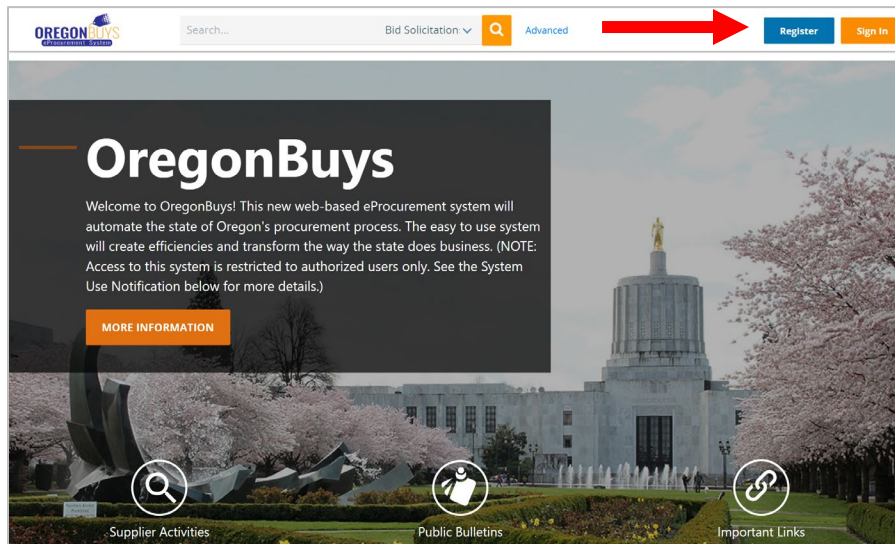 OREGONBUYS
eProcurement System
Search...
Bid Solicitation:
Advanced
Register
Sign In
OregonBuys
Welcome to OregonBuys! This new web-based eProcurement system will
automate the state of Oregon's procurement process. The easy to use system
will create efficiencies and transform the way the state does business. (NOTE:
Access to this system is restricted to authorized users only. See the System
Use Notification below for more details.)
MORE INFORMATION
Supplier Activities
Public Bulletins
Important Links